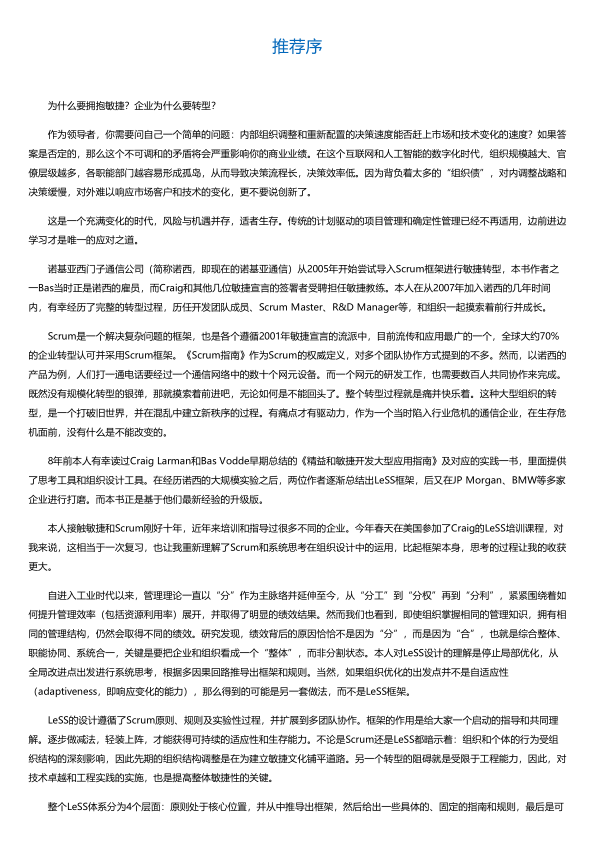 推荐序
为什么要拥抱敏捷？企业为什么要转型？
作为领导者，你需要问自己一个简单的问题：内部组织调整和重新配置的决策速度能否赶上市场和技术变化的速度？如果答
案是否定的，那么这个不可调和的矛盾将会严重影响你的商业业绩。在这个互联网和人工智能的数字化时代，组织规模越大、官
僚层级越多，各职能部门越容易形成孤岛，从而导致决策流程长，决策效率低。因为背负着太多的“组织债”，对内调整战略和
决策缓慢，对外难以响应市场客户和技术的变化，更不要说创新了。
这是一个充满变化的时代，风险与机遇并存，适者生存。传统的计划驱动的项目管理和确定性管理已经不再适用，边前进边
学习才是唯一的应对之道。
诺基亚西门子通信公司（简称诺西，即现在的诺基亚通信）从2005年开始尝试导入Scrum框架进行敏捷转型，本书作者之
一Bas当时正是诺西的雇员，而Craig和其他几位敏捷宣言的签署者受聘担任敏捷教练。本人在从2007年加入诺西的几年时间
内，有幸经历了完整的转型过程，历任开发团队成员、Scrum Master、R&D Manager等，和组织一起摸索着前行并成长。
Scrum是一个解决复杂问题的框架，也是各个遵循2001年敏捷宣言的流派中，目前流传和应用最广的一个，全球大约70%
的企业转型认可并采用Scrum框架。《Scrum指南》作为Scrum的权威定义，对多个团队协作方式提到的不多。然而，以诺西的
产品为例，人们打一通电话要经过一个通信网络中的数十个网元设备。而一个网元的研发工作，也需要数百人共同协作来完成。
既然没有规模化转型的银弹，那就摸索着前进吧，无论如何是不能回头了。整个转型过程就是痛并快乐着。这种大型组织的转
型，是一个打破旧世界，并在混乱中建立新秩序的过程。有痛点才有驱动力，作为一个当时陷入行业危机的通信企业，在生存危
机面前，没有什么是不能改变的。
8年前本人有幸读过Craig Larman和Bas Vodde早期总结的《精益和敏捷开发大型应用指南》及对应的实践一书，里面提供
了思考工具和组织设计工具。在经历诺西的大规模实验之后，两位作者逐渐总结出LeSS框架，后又在JP Morgan、BMW等多家
企业进行打磨。而本书正是基于他们最新经验的升级版。
本人接触敏捷和Scrum刚好十年，近年来培训和指导过很多不同的企业。今年春天在美国参加了Craig的LeSS培训课程，对
我来说，这相当于一次复习，也让我重新理解了Scrum和系统思考在组织设计中的运用，比起框架本身，思考的过程让我的收获
更大。
自进入工业时代以来，管理理论一直以“分”作为主脉络并延伸至今，从“分工”到“分权”再到“分利”，紧紧围绕着如
何提升管理效率（包括资源利用率）展开，并取得了明显的绩效结果。然而我们也看到，即使组织掌握相同的管理知识，拥有相
同的管理结构，仍然会取得不同的绩效。研究发现，绩效背后的原因恰恰不是因为“分”，而是因为“合”，也就是综合整体、
职能协同、系统合一，关键是要把企业和组织看成一个“整体”，而非分割状态。本人对LeSS设计的理解是停止局部优化，从
全局改进点出发进行系统思考，根据多因果回路推导出框架和规则。当然，如果组织优化的出发点并不是自适应性
（adaptiveness，即响应变化的能力），那么得到的可能是另一套做法，而不是LeSS框架。
LeSS的设计遵循了Scrum原则、规则及实验性过程，并扩展到多团队协作。框架的作用是给大家一个启动的指导和共同理
解。逐步做减法，轻装上阵，才能获得可持续的适应性和生存能力。不论是Scrum还是LeSS都暗示着：组织和个体的行为受组
织结构的深刻影响，因此先期的组织结构调整是在为建立敏捷文化铺平道路。另一个转型的阻碍就是受限于工程能力，因此，对
技术卓越和工程实践的实施，也是提高整体敏捷性的关键。
整个LeSS体系分为4个层面：原则处于核心位置，并从中推导出框架，然后给出一些具体的、固定的指南和规则，最后是可